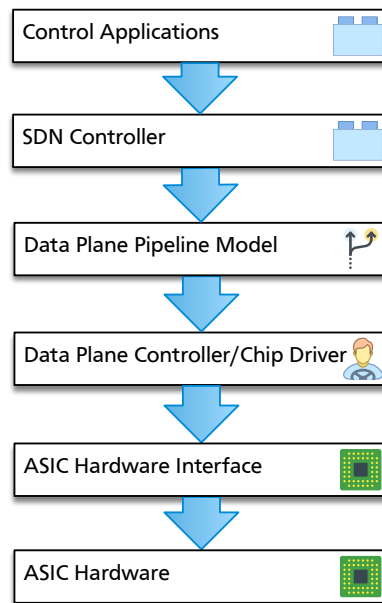 Control Applications
SDN Controller
Data Plane Pipeline Model
Data Plane Controller/Chip Driver
ASIC Hardware Interface
ASIC Hardware